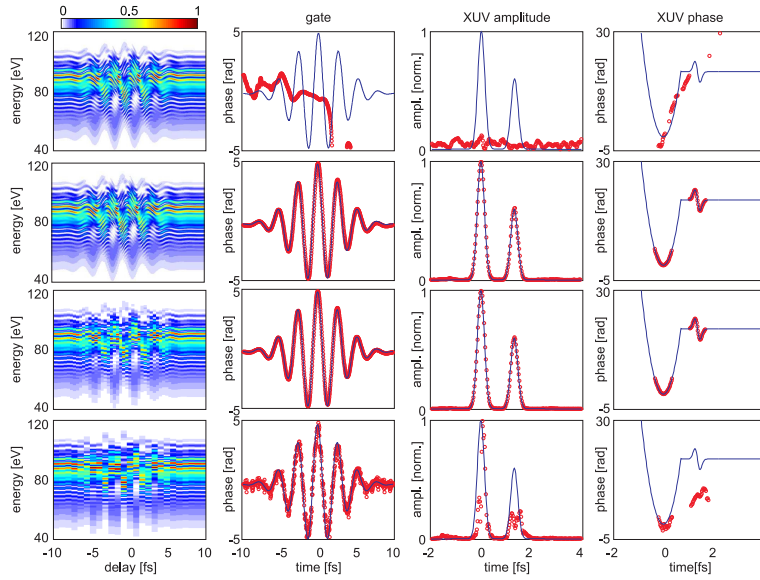 0 0.5 1
gate
XUV amplitude
XUV phase
energy [eV]
120
80
40
phase [rad]
5
-5
ampl. [norm.]
1
0
phase [rad]
30
-5
energy [eV]
120
80
40
phase [rad]
5
-5
ampl. [norm.]
1
0
phase [rad]
30
-5
energy [eV]
120
80
40
phase [rad]
5
-5
ampl. [norm.]
1
0
phase [rad]
30
-5
energy [eV]
120
80
40
-10 -5 0 5 10
delay [fs]
phase [rad]
5
-5
-10 -5 0 5 10
time [fs]
ampl. [norm.]
1
0
-2 0 2 4
time [fs]
phase [rad]
30
-5
-2 0 2 4
time[fs]